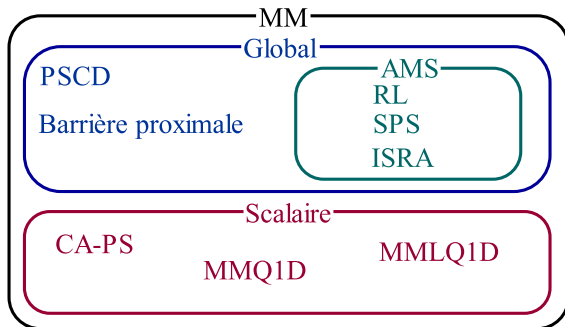 MM
Global
PSCD
AMS
RL
Barrière proximale
SPS
ISRA
Scalaire
CA-PS
MMQ1D
MMLQ1D